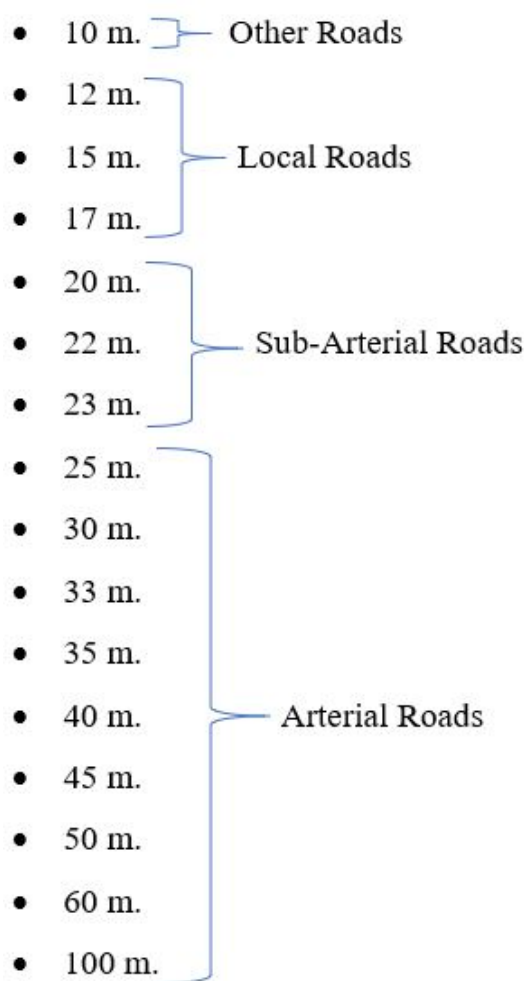 • 10 m. Other Roads
• 12 m.
• 15 m. Local Roads
• 17 m.
• 20 m.
• 22 m. Sub-Arterial Roads
• 23 m.
• 25 m.
• 30 m.
• 33 m.
• 35 m.
• 40 m. Arterial Roads
• 45 m.
• 50 m.
• 60 m.
• 100 m.